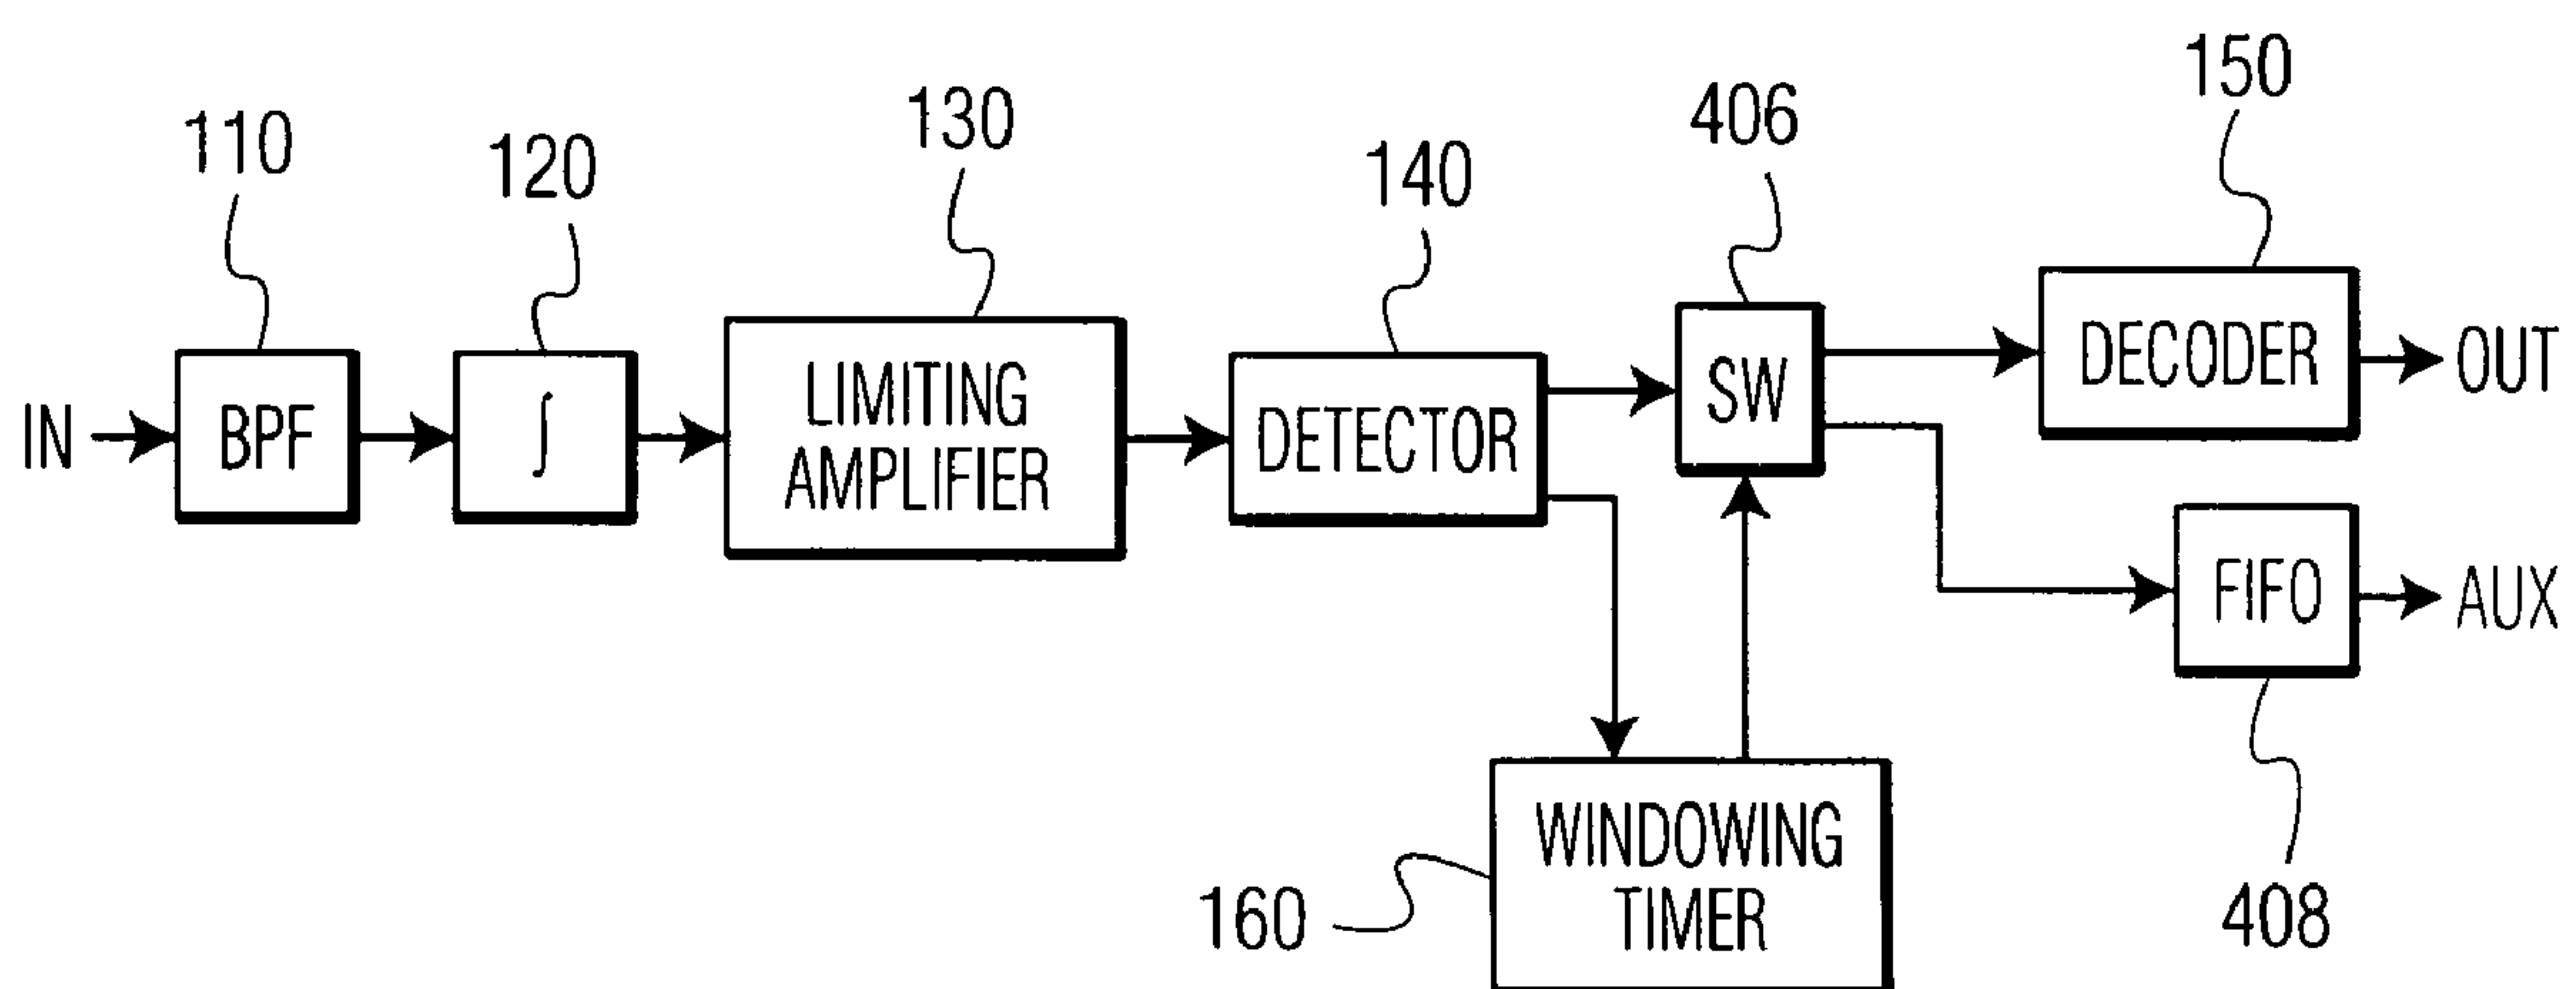 150
406
130
110
120
140
IN
BPF
∫
LIMITING
AMPLIFIER
DETECTOR
SW
DECODER
OUT
FIFO
AUX
WINDOWING
TIMER
160
408